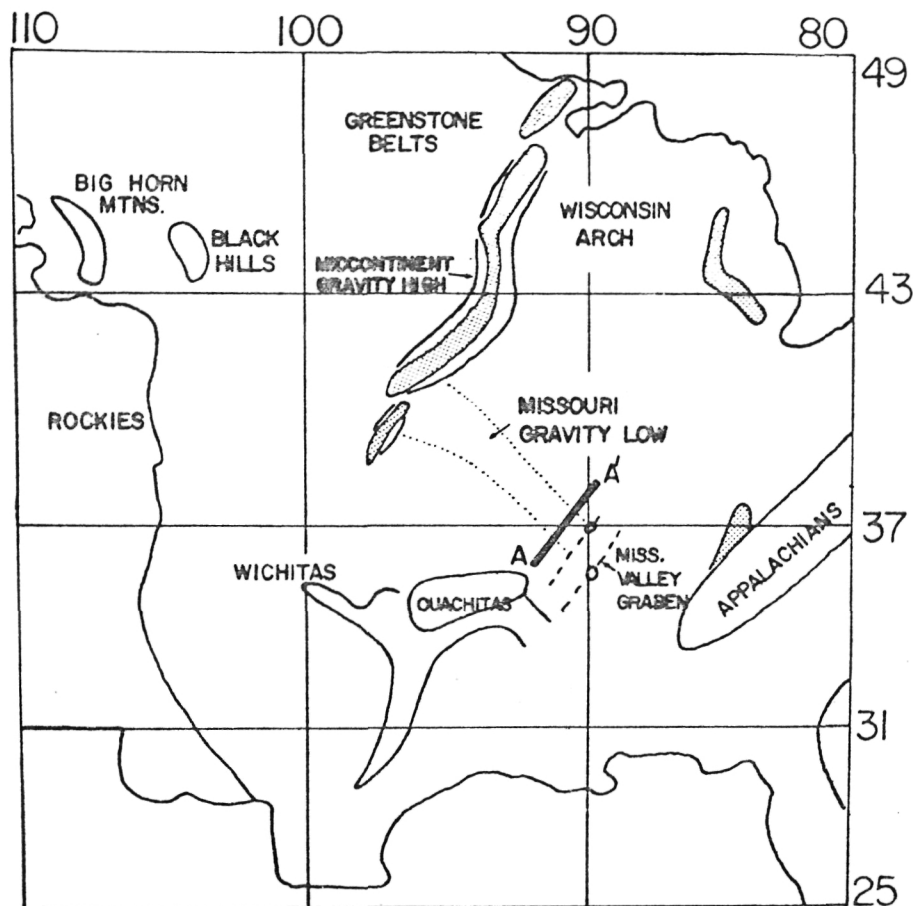 110 100 90 80
49
GREENSTONE
BELTS
BIG HORN
MTNS.
BLACK
HILLS
WISCONSIN
ARCH
MIDCONTINENT
GRAVITY HIGH
43
ROCKIES
MISSOURI
GRAVITY LOW
A'
37
A
WICHITAS
OUACHITAS
MISS.
VALLEY
GRABEN
APPALACHIANS
31
25